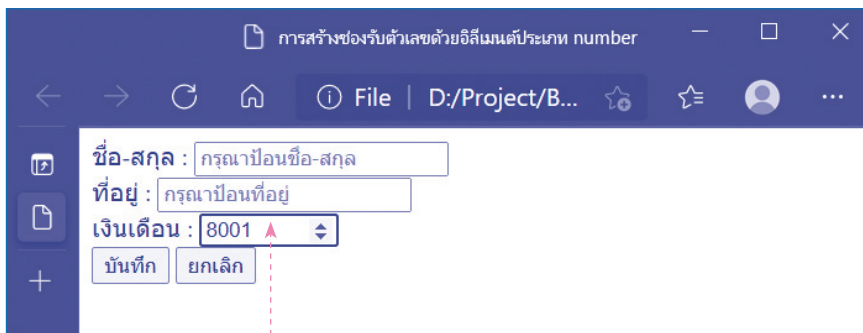 การสร้างช่องรับตัวเลขด้วยอิลีเมนต์ประเภท number
File | D:/Project/B...
ชื่อ-สกุล : กรุณาป้อนชื่อ-สกุล
ที่อยู่ : กรุณาป้อนที่อยู่
เงินเดือน : 8001
บันทึก ยกเลิก